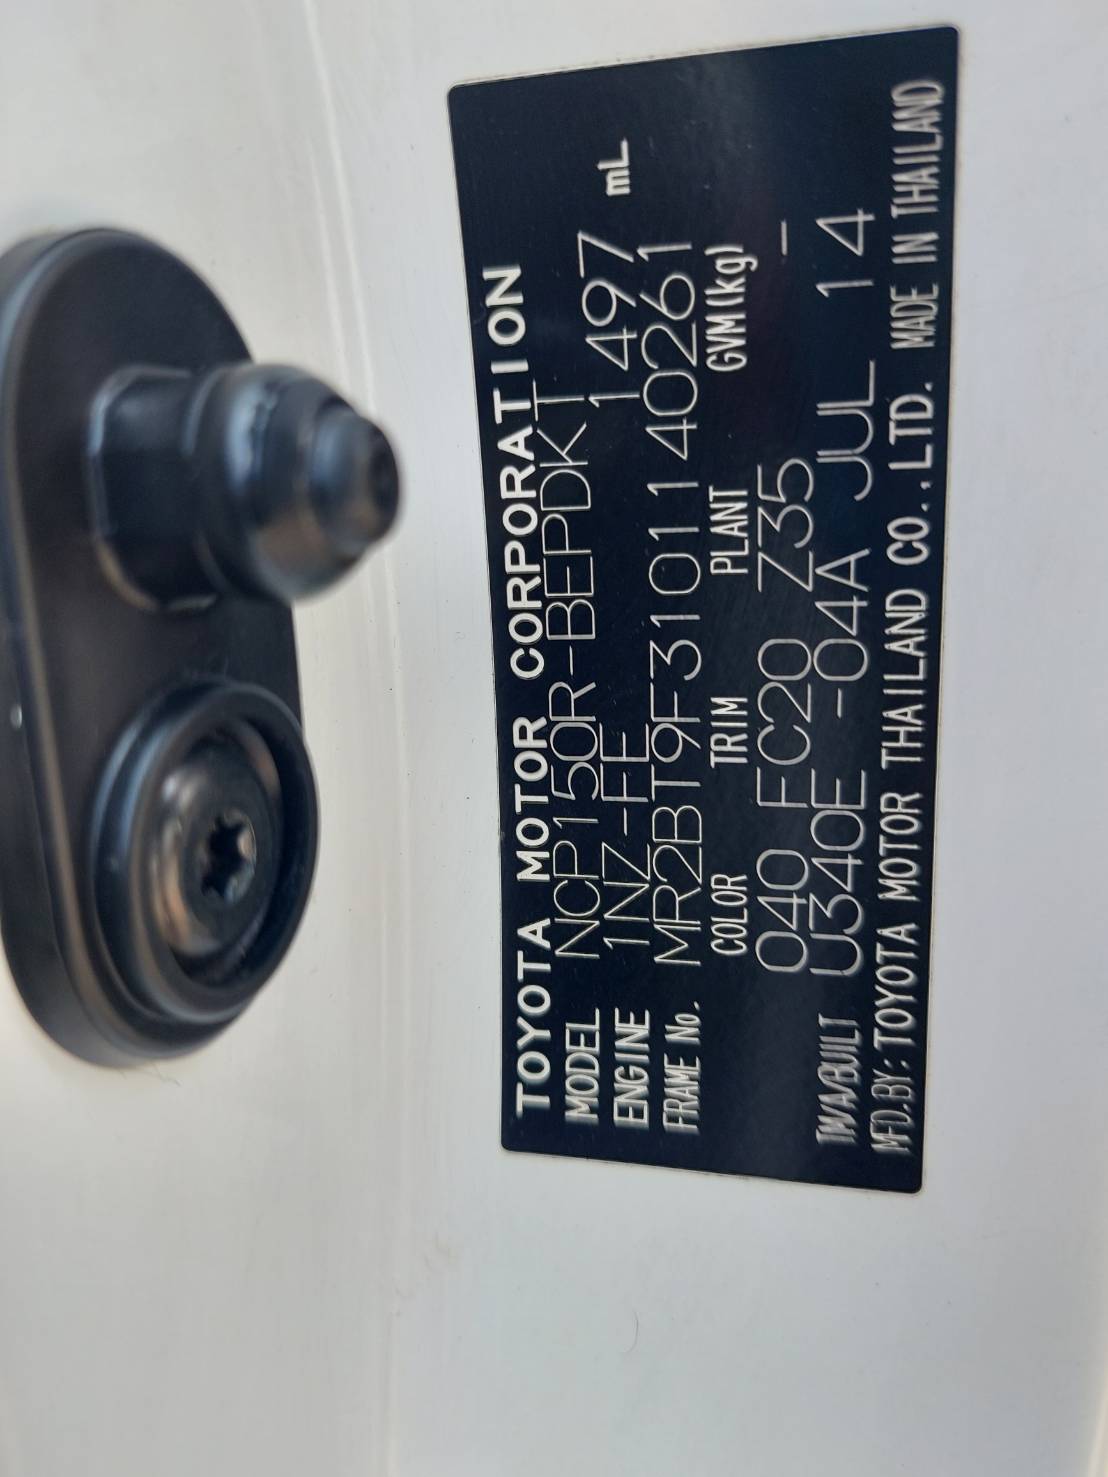 TOYOTA MOTOR CORPORATION
MODEL NCP150R-BEPDKT
ENGINE 1NZ-FE 1497 mL
FRAME No. MR2BT9F3101140261
COLOR TRIM PLANT GVM(kg)
040 FC20 Z35 -
T/A/BUILT U340E -04A JUL 14
MFD.BY: TOYOTA MOTOR THAILAND CO.,LTD. MADE IN THAILAND